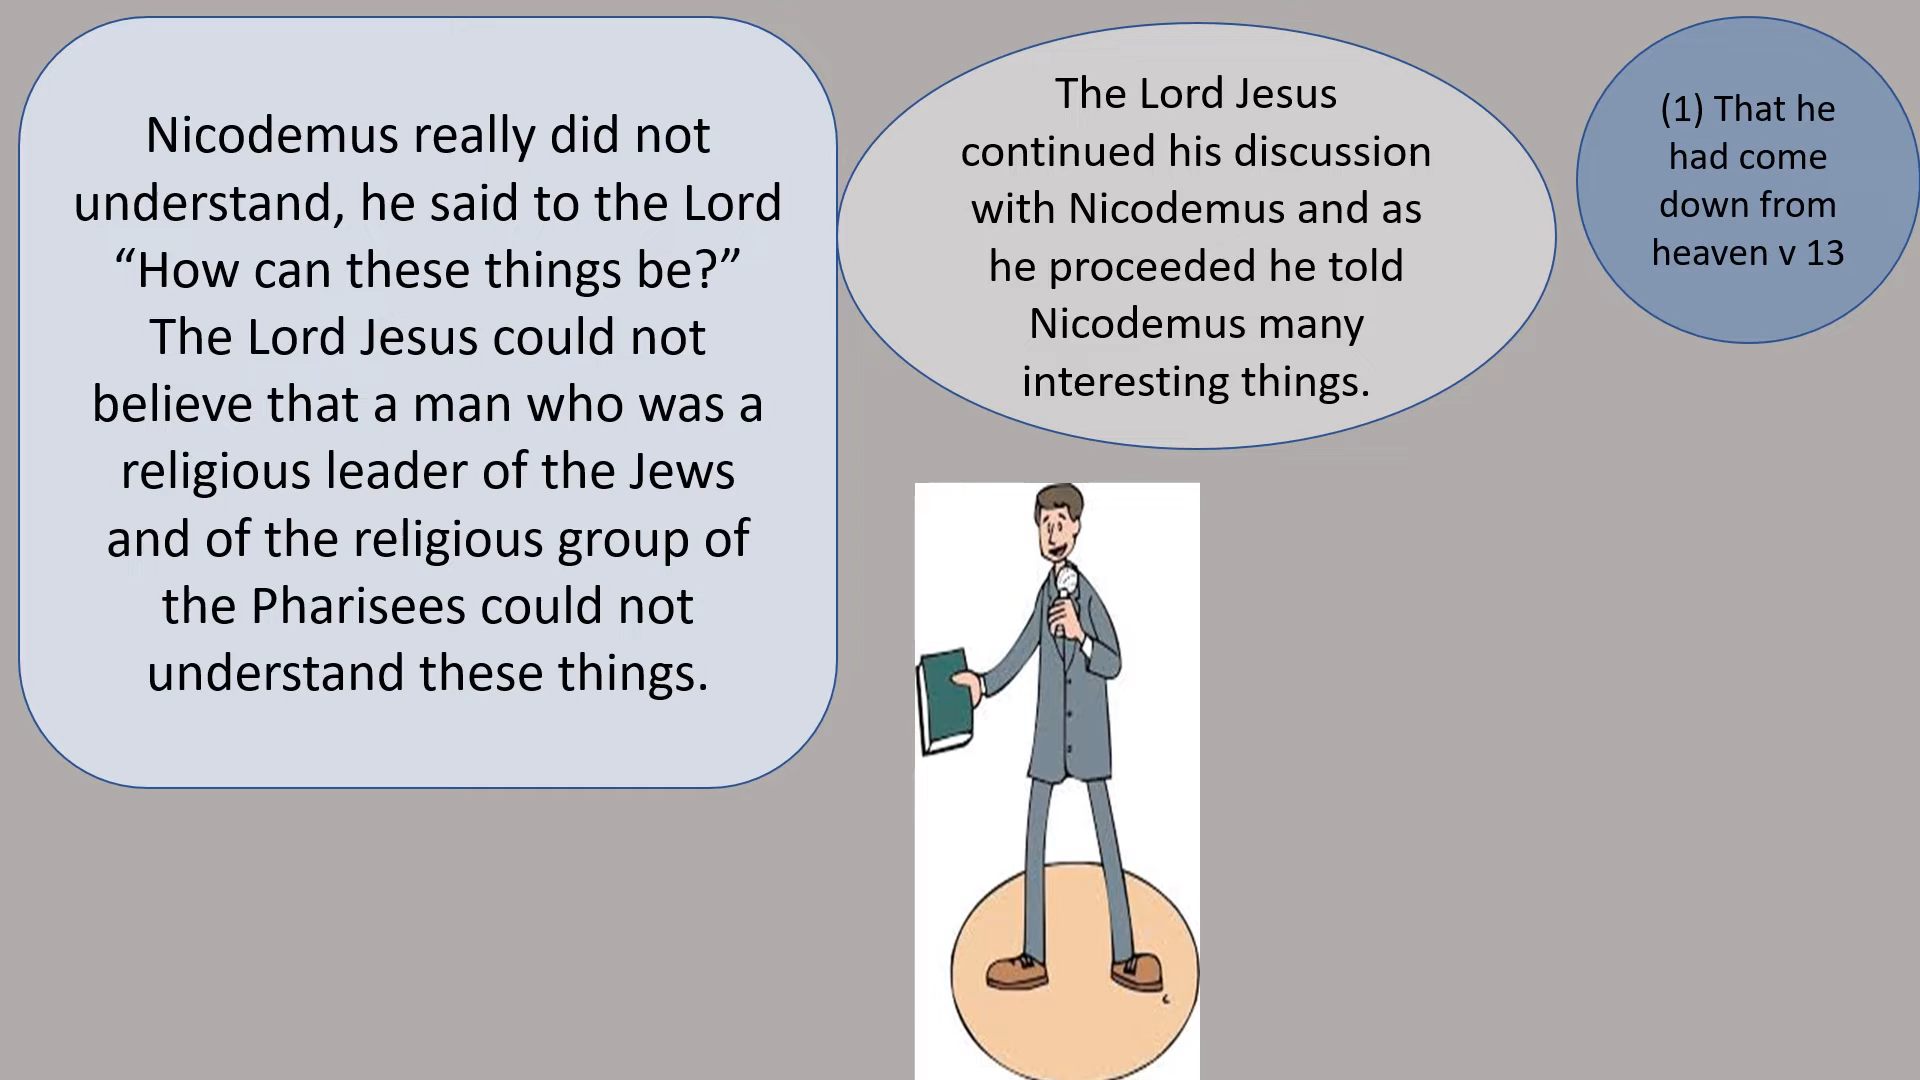 Nicodemus really did not
understand, he said to the Lord
“How can these things be?”
The Lord Jesus could not
believe that a man who was a
religious leader of the Jews
and of the religious group of
the Pharisees could not
understand these things.
The Lord Jesus
continued his discussion
with Nicodemus and as
he proceeded he told
Nicodemus many
interesting things.
(1) That he
had come
down from
heaven v 13